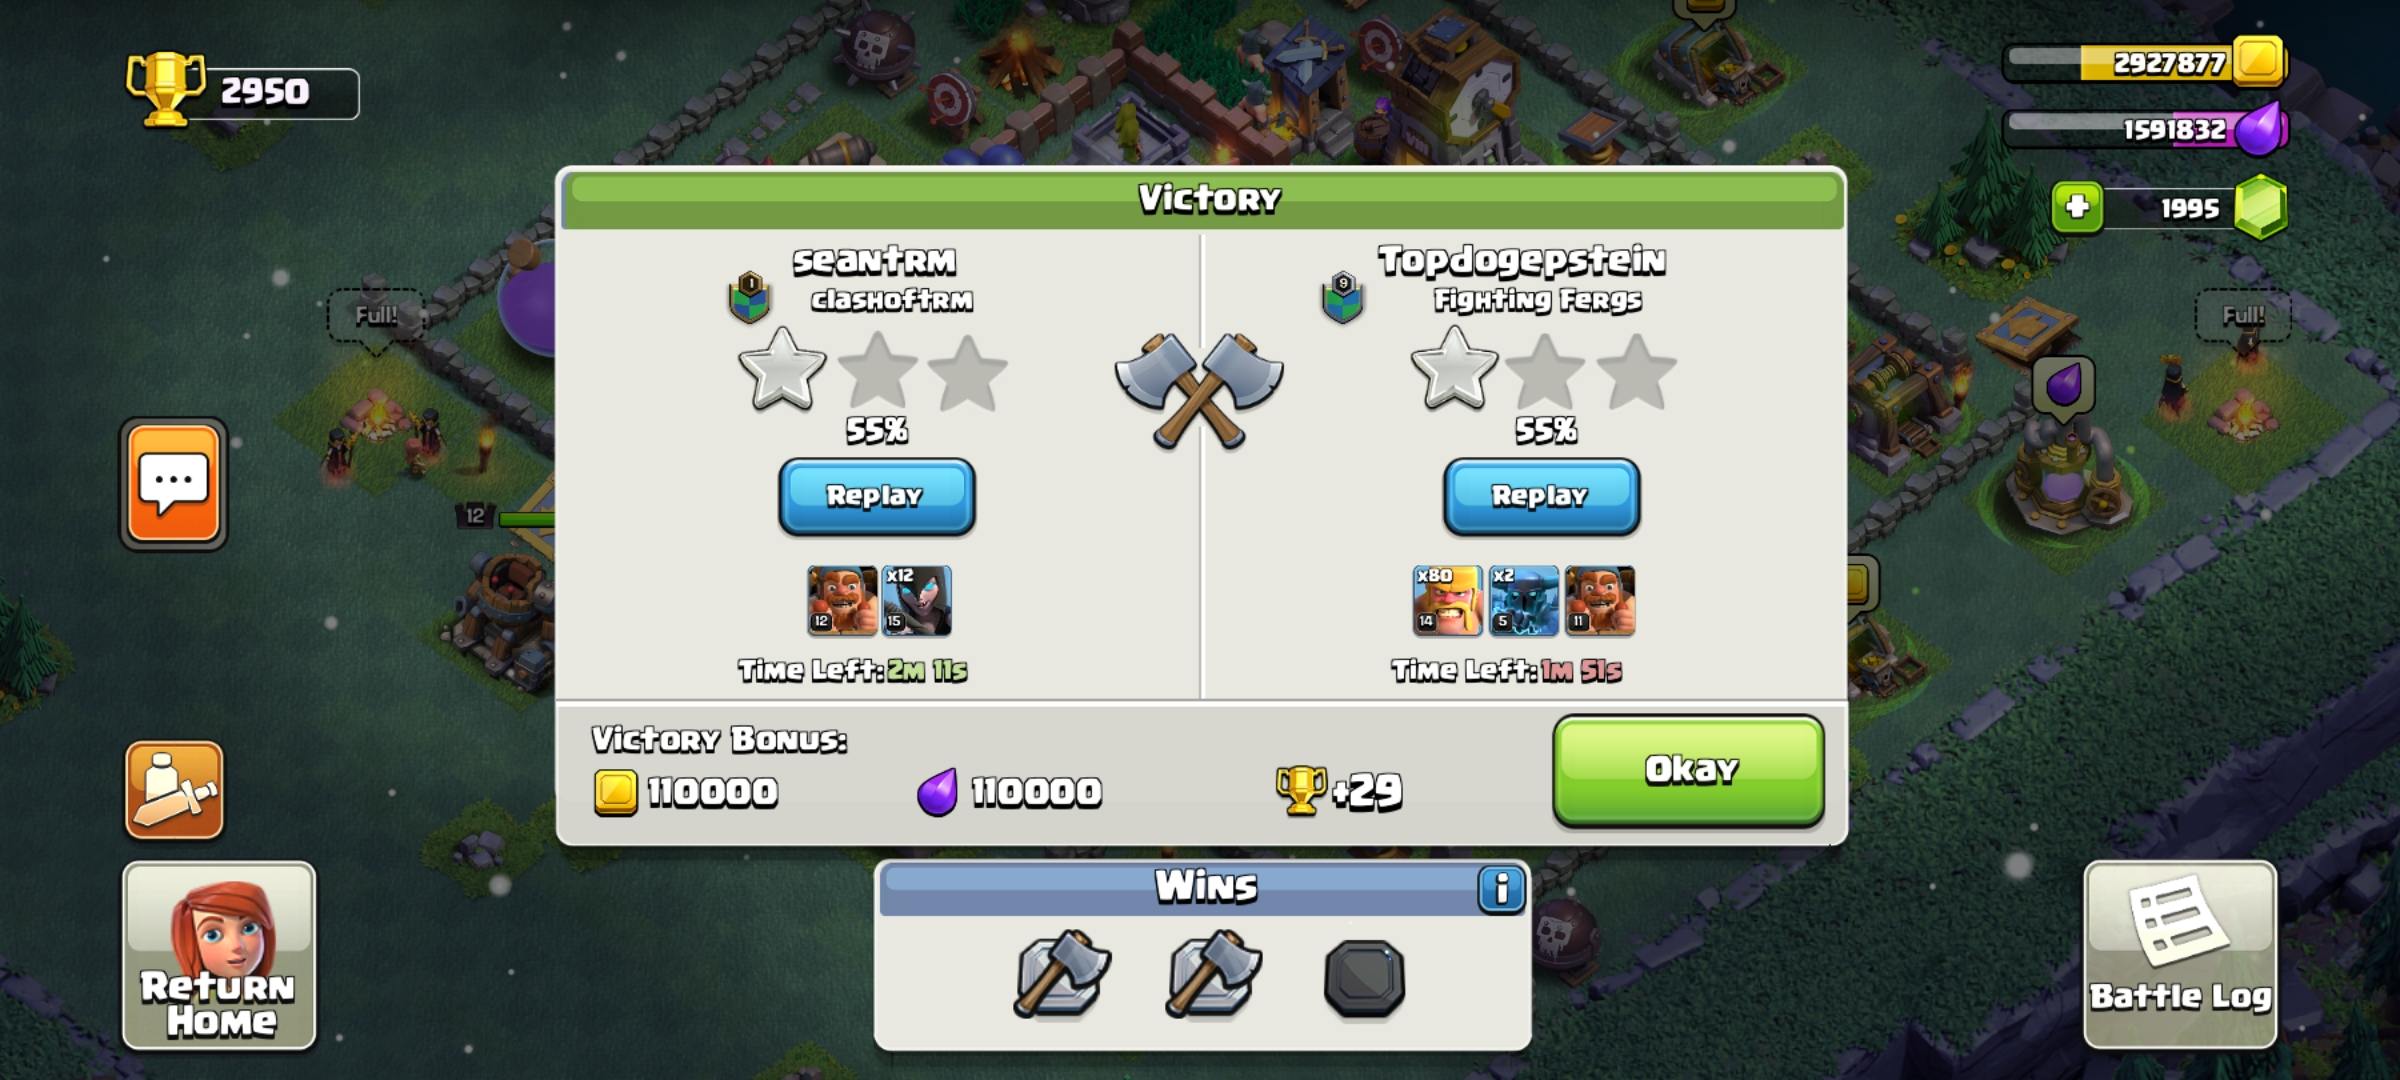 2950
2927877
1591832
1995
Full!
Full!
12
Victory
seantrm
1
clashoftrm
55%
Replay
12
x12
15
Time Left: 2m 11s
Topdogepstein
9
Fighting Fergs
55%
Replay
x80
14
x2
5
11
Time Left: 1m 51s
Victory Bonus:
110000
110000
+29
Okay
Wins
i
Return
Home
Battle Log